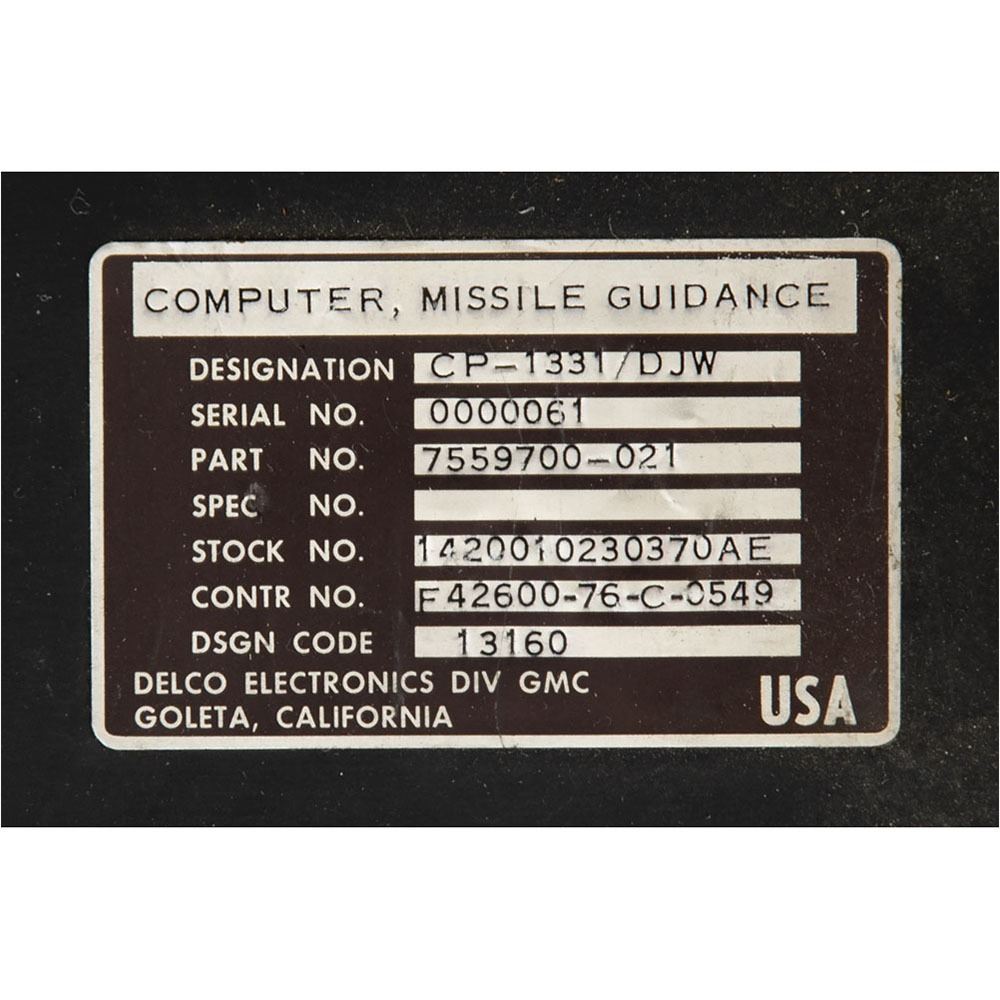 COMPUTER, MISSILE GUIDANCE
DESIGNATION CP-1331/DJW
SERIAL NO. 0000061
PART NO. 7559700-021
SPEC NO.
STOCK NO. 1420010230370AE
CONTR NO. F42600-76-C-0549
DSGN CODE 13160
DELCO ELECTRONICS DIV GMC
GOLETA, CALIFORNIA
USA